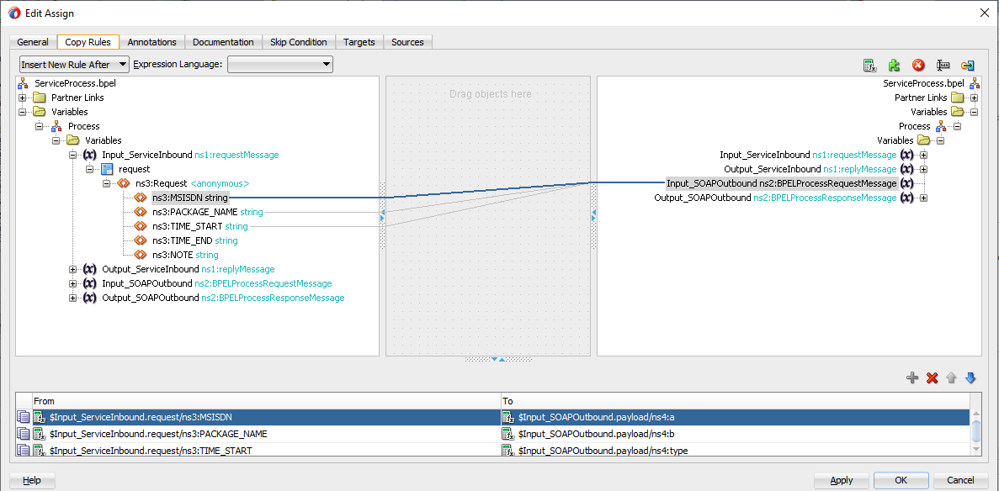 Edit Assign
General Copy Rules Annotations Documentation Skip Condition Targets Sources
Insert New Rule After Expression Language:
ServiceProcess.bpel
Partner Links
Variables
Process
Variables
Input_ServiceInbound ns1:requestMessage
request
ns3:Request <anonymous>
ns3:MSISDN string
ns3:PACKAGE_NAME string
ns3:TIME_START string
ns3:TIME_END string
ns3:NOTE string
Output_ServiceInbound ns1:replyMessage
Input_SOAPOutbound ns2:BPELProcessRequestMessage
Output_SOAPOutbound ns2:BPELProcessResponseMessage
Drag objects here
ServiceProcess.bpel
Partner Links
Variables
Process
Variables
Input_ServiceInbound ns1:requestMessage
Output_ServiceInbound ns1:replyMessage
Input_SOAPOutbound ns2:BPELProcessRequestMessage
Output_SOAPOutbound ns2:BPELProcessResponseMessage
From To
$Input_ServiceInbound.request/ns3:MSISDN $Input_SOAPOutbound.payload/ns4:a
$Input_ServiceInbound.request/ns3:PACKAGE_NAME $Input_SOAPOutbound.payload/ns4:b
$Input_ServiceInbound.request/ns3:TIME_START $Input_SOAPOutbound.payload/ns4:type
Help Apply OK Cancel